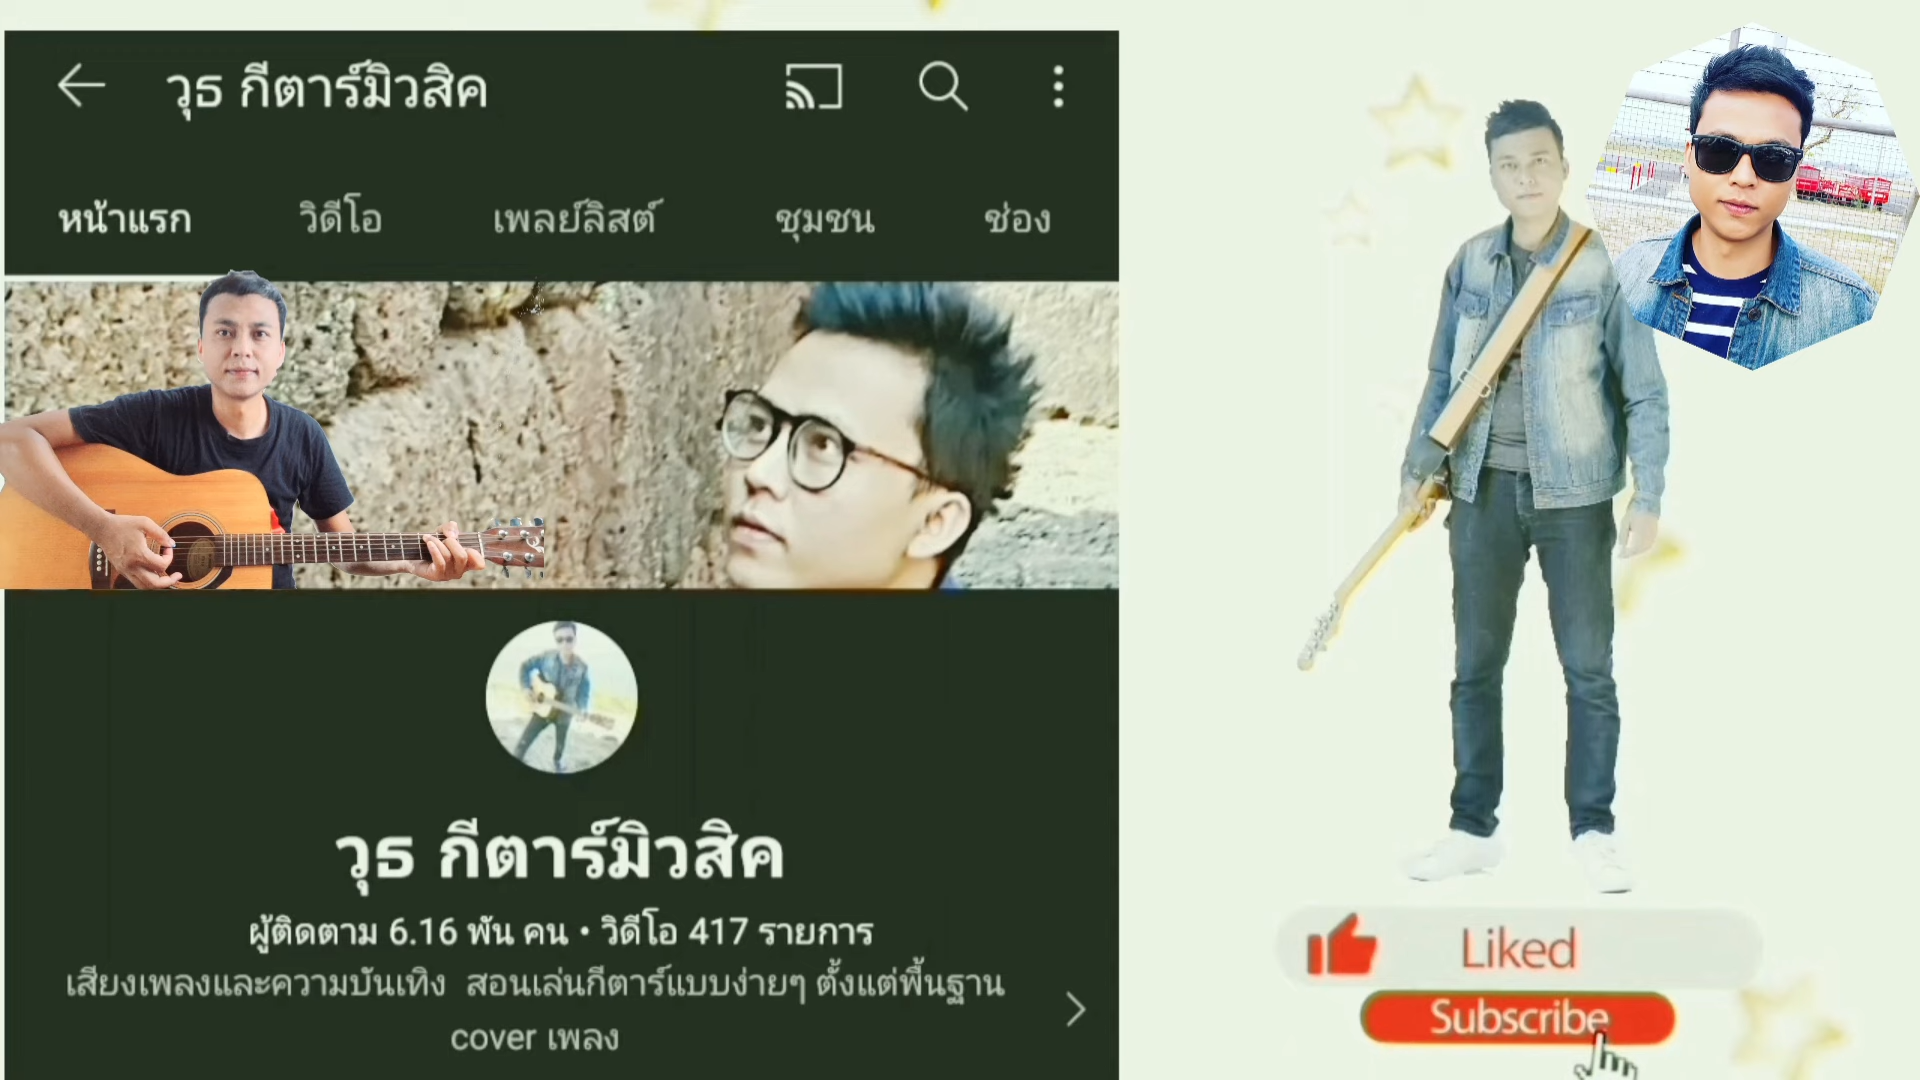 วุธ กีตาร์มิวสิค
หน้าแรก วิดีโอ เพลย์ลิสต์ ชุมชน ช่อง
วุธ กีตาร์มิวสิค
ผู้ติดตาม 6.16 พัน คน • วิดีโอ 417 รายการ
เสียงเพลงและความบันเทิง สอนเล่นกีตาร์แบบง่ายๆ ตั้งแต่พื้นฐาน
cover เพลง
Liked
Subscribe